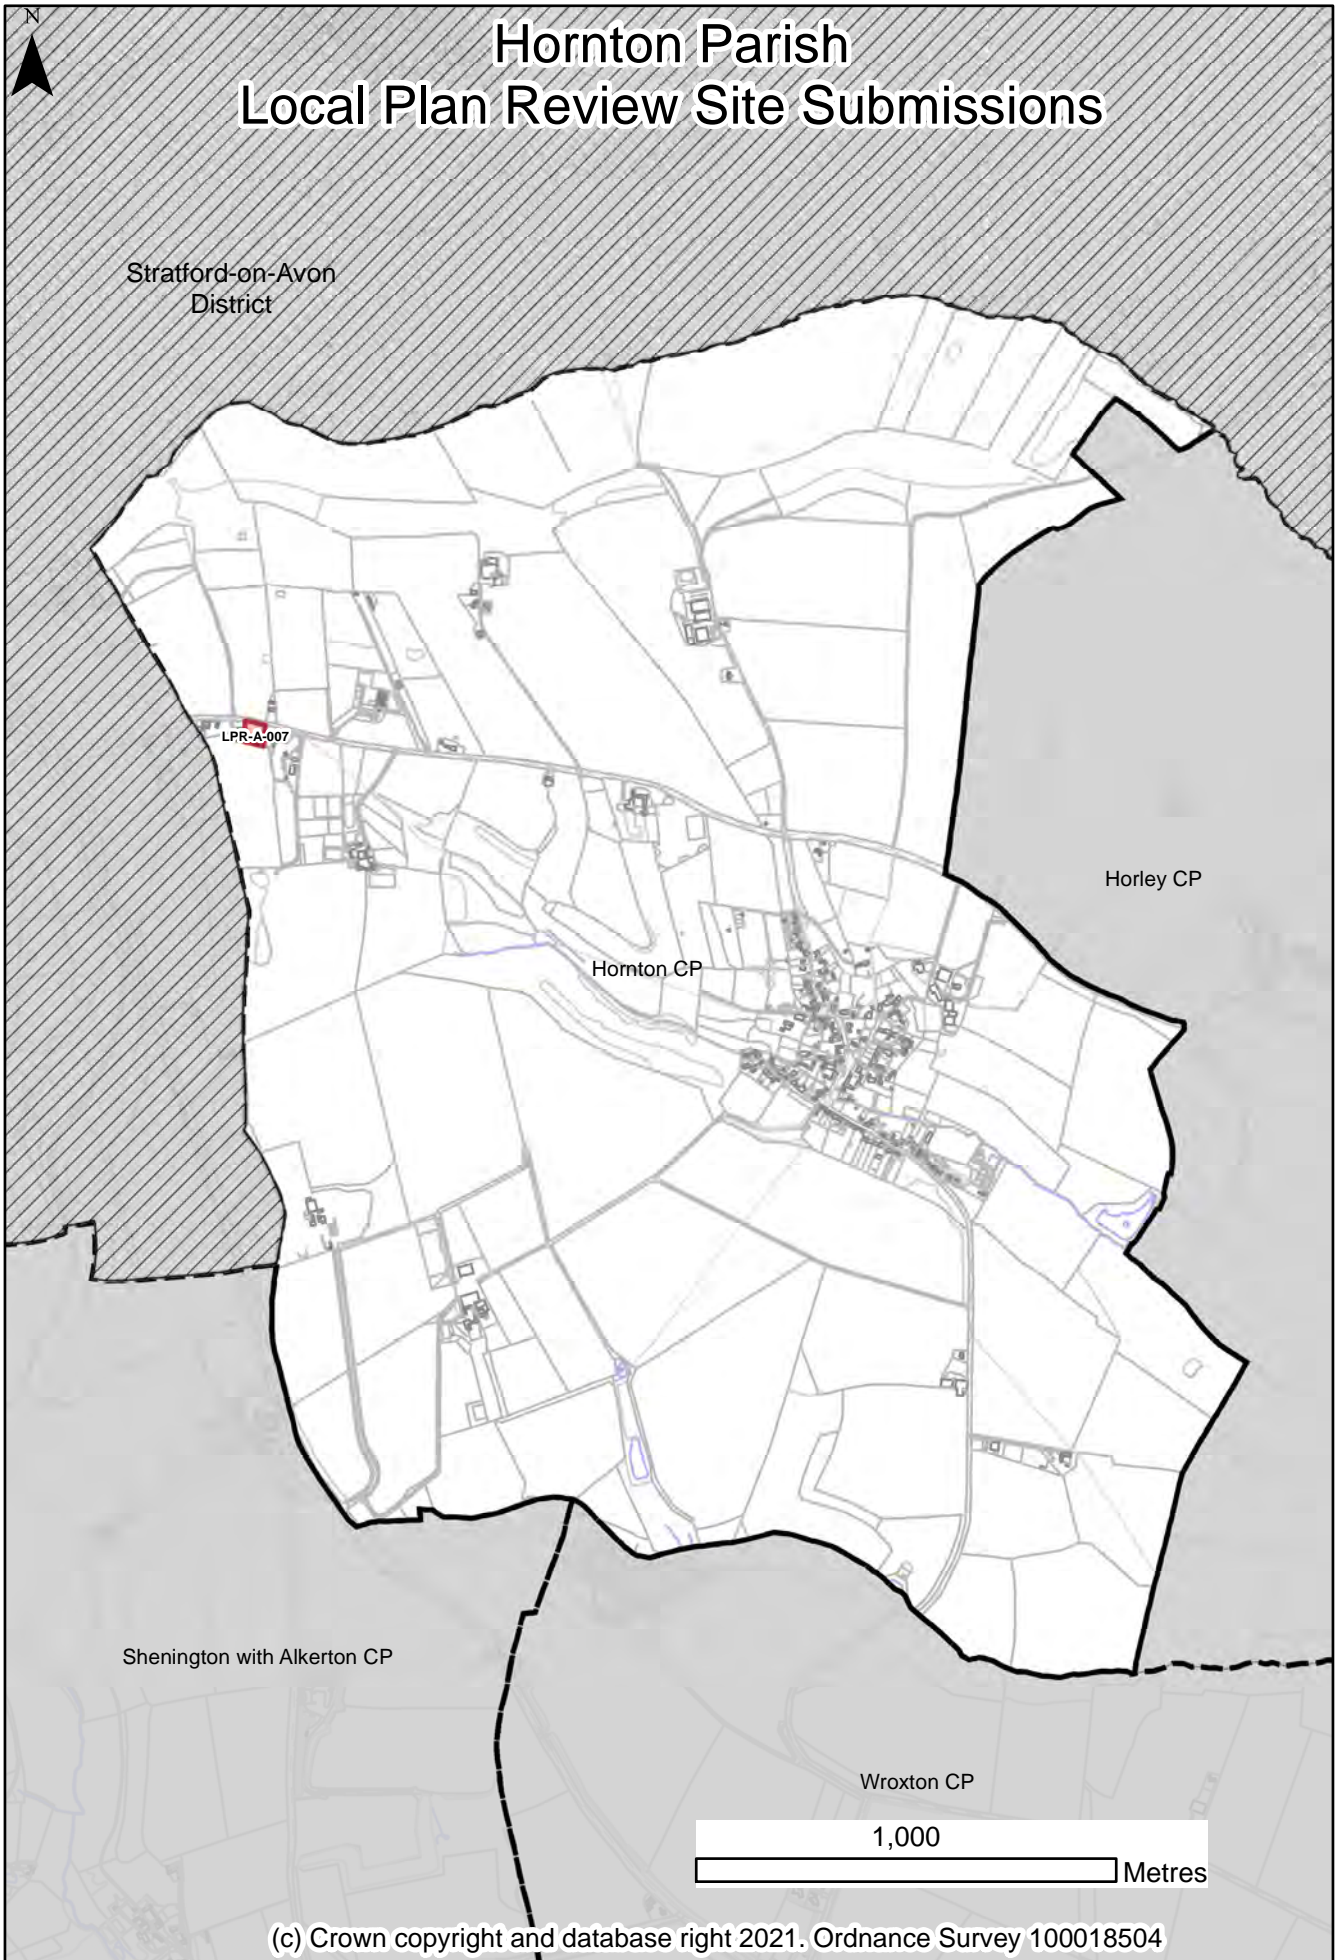 N
Hornton Parish
Local Plan Review Site Submissions
Stratford-on-Avon
District
LPR-A-007
Horley CP
Hornton CP
Shenington with Alkerton CP
Wroxton CP
1,000
Metres
(c) Crown copyright and database right 2021. Ordnance Survey 100018504